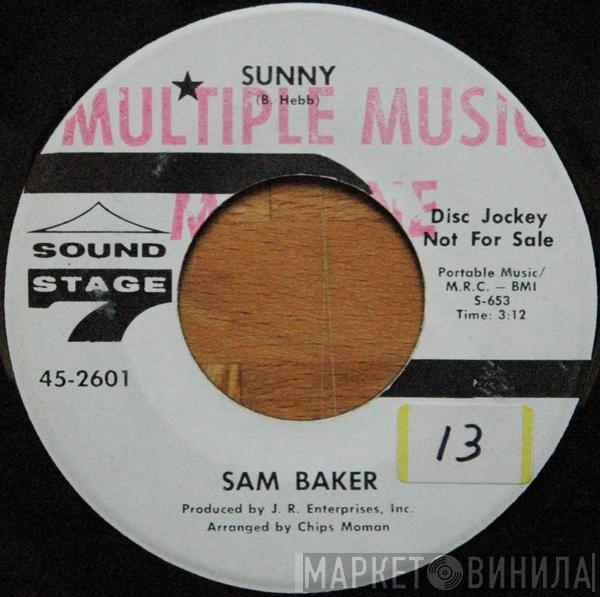 SUNNY
(B. Hebb)
MULTIPLE MUSIC
Disc Jockey
Not For Sale
Portable Music/
M.R.C. — BMI
S-653
Time: 3:12
SOUND
STAGE
7
45-2601
13
SAM BAKER
Produced by J. R. Enterprises, Inc.
Arranged by Chips Moman
МАРКЕТ ВИНИЛА